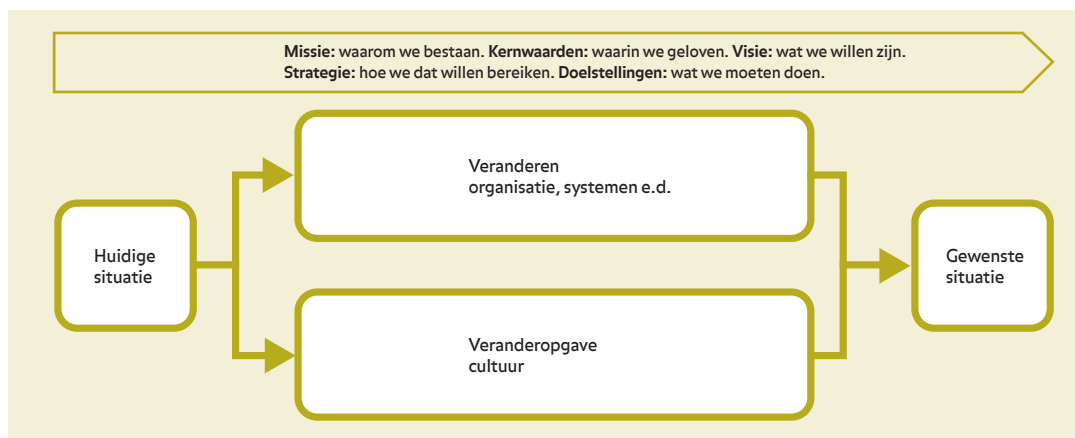 Missie: waarom we bestaan. Kernwaarden: waarin we geloven. Visie: wat we willen zijn.
Strategie: hoe we dat willen bereiken. Doelstellingen: wat we moeten doen.
Veranderen
organisatie, systemen e.d.
Huidige
situatie
Gewenste
situatie
Veranderopgave
cultuur